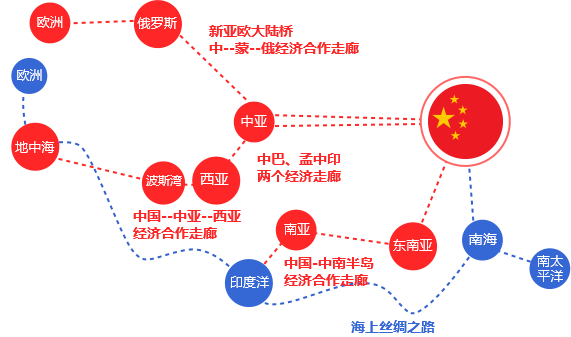 欧洲
俄罗斯
新亚欧大陆桥
中--蒙--俄经济合作走廊
欧洲
中亚
地中海
中巴、孟中印
两个经济走廊
波斯湾
西亚
中国--中亚--西亚
经济合作走廊
南亚
东南亚
南海
南太
平洋
中国-中南半岛
经济合作走廊
印度洋
海上丝绸之路